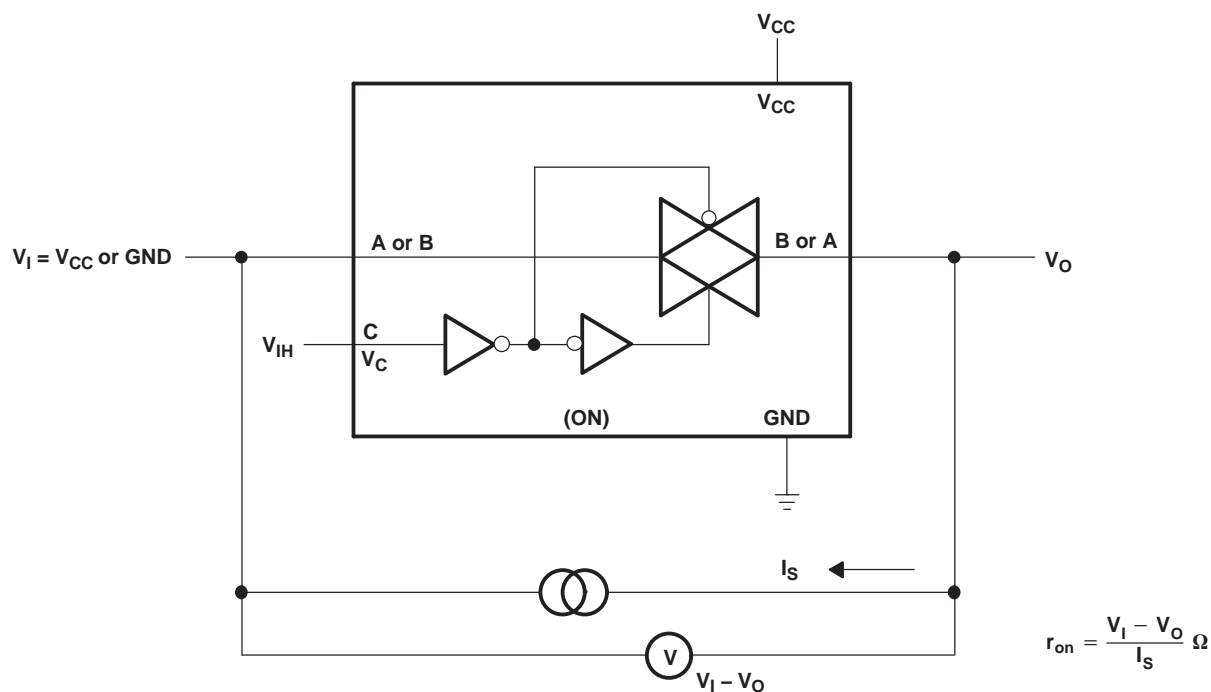 VCC
VCC
A or B
B or A
VI = VCC or GND
VO
C
VIH
VC
(ON)
GND
IS
ron = VI − VO / IS Ω
V
VI – VO